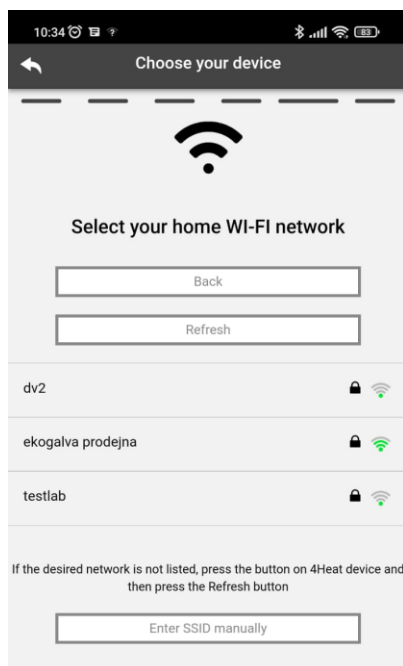 10:34
83
Choose your device
Select your home WI-FI network
Back
Refresh
dv2
ekogalva prodejna
testlab
If the desired network is not listed, press the button on 4Heat device and
then press the Refresh button
Enter SSID manually